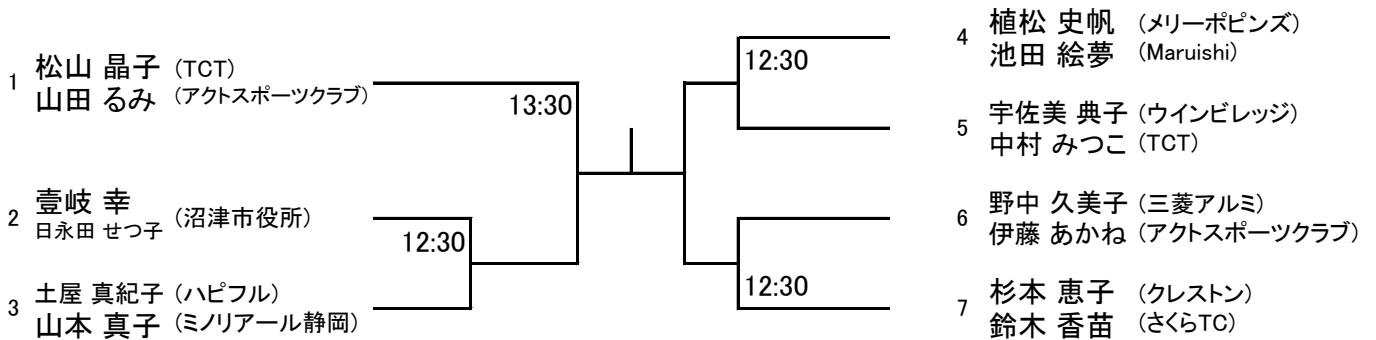 1 松山 晶子 (TCT)
山田 るみ (アクトスポーツクラブ)
13:30
2 壹岐 幸
日永田 せつ子 (沼津市役所)
12:30
3 土屋 真紀子 (ハピフル)
山本 真子 (ミノリアール静岡)
4 植松 史帆 (メリーポピンズ)
池田 絵夢 (Maruishi)
12:30
5 宇佐美 典子 (ウインビレッジ)
中村 みつこ (TCT)
6 野中 久美子 (三菱アルミ)
伊藤 あかね (アクトスポーツクラブ)
12:30
7 杉本 恵子 (クレストン)
鈴木 香苗 (さくらTC)